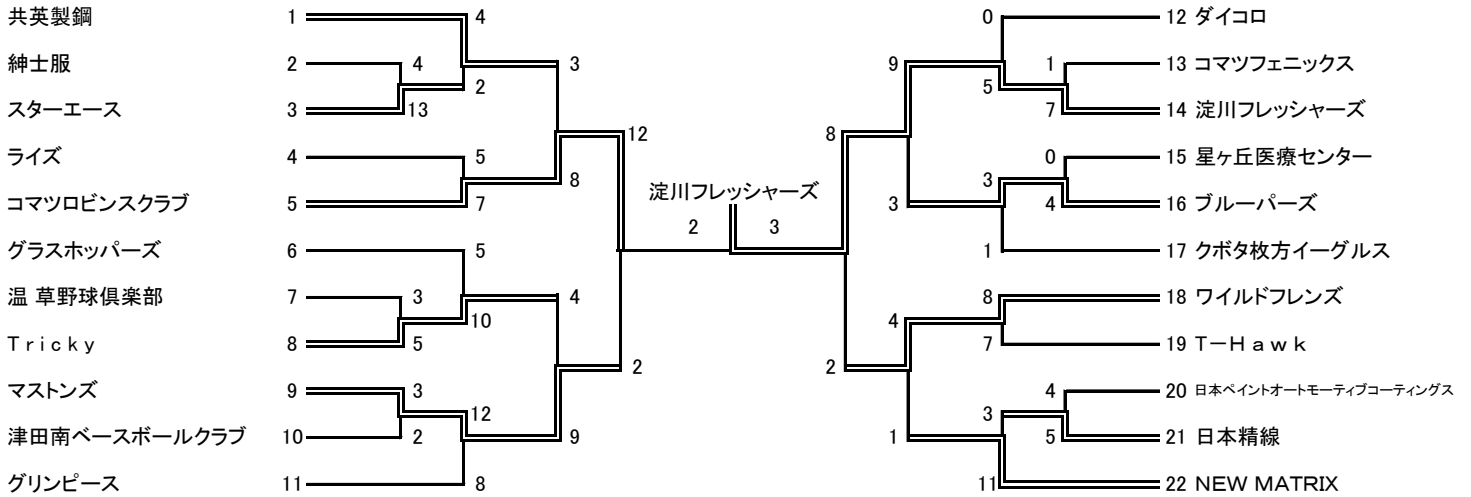 共英製鋼 1 4 0 12 ダイコロ
紳士服 2 4 3 9 1 13 コマツフェニックス
2 5
スターエース 3 13 7 14 淀川フレッシャーズ
12 8
ライズ 4 5 0 15 星ヶ丘医療センター
8 3
淀川フレッシャーズ
コマツロビンスクラブ 5 7 3 4 16 ブルーパーズ
2 3
グラスホッパーズ 6 5 1 17 クボタ枚方イーグルス
温 草野球倶楽部 7 3 4 8 18 ワイルドフレンズ
10 4
Tricky 8 5 7 19 T-Hawk
2 2
マストンズ 9 3 4 20 日本ペイントオートモーティブコーティングス
12 3
津田南ベースボールクラブ 10 2 9 1 5 21 日本精線
グリンピース 11 8 11 22 NEW MATRIX